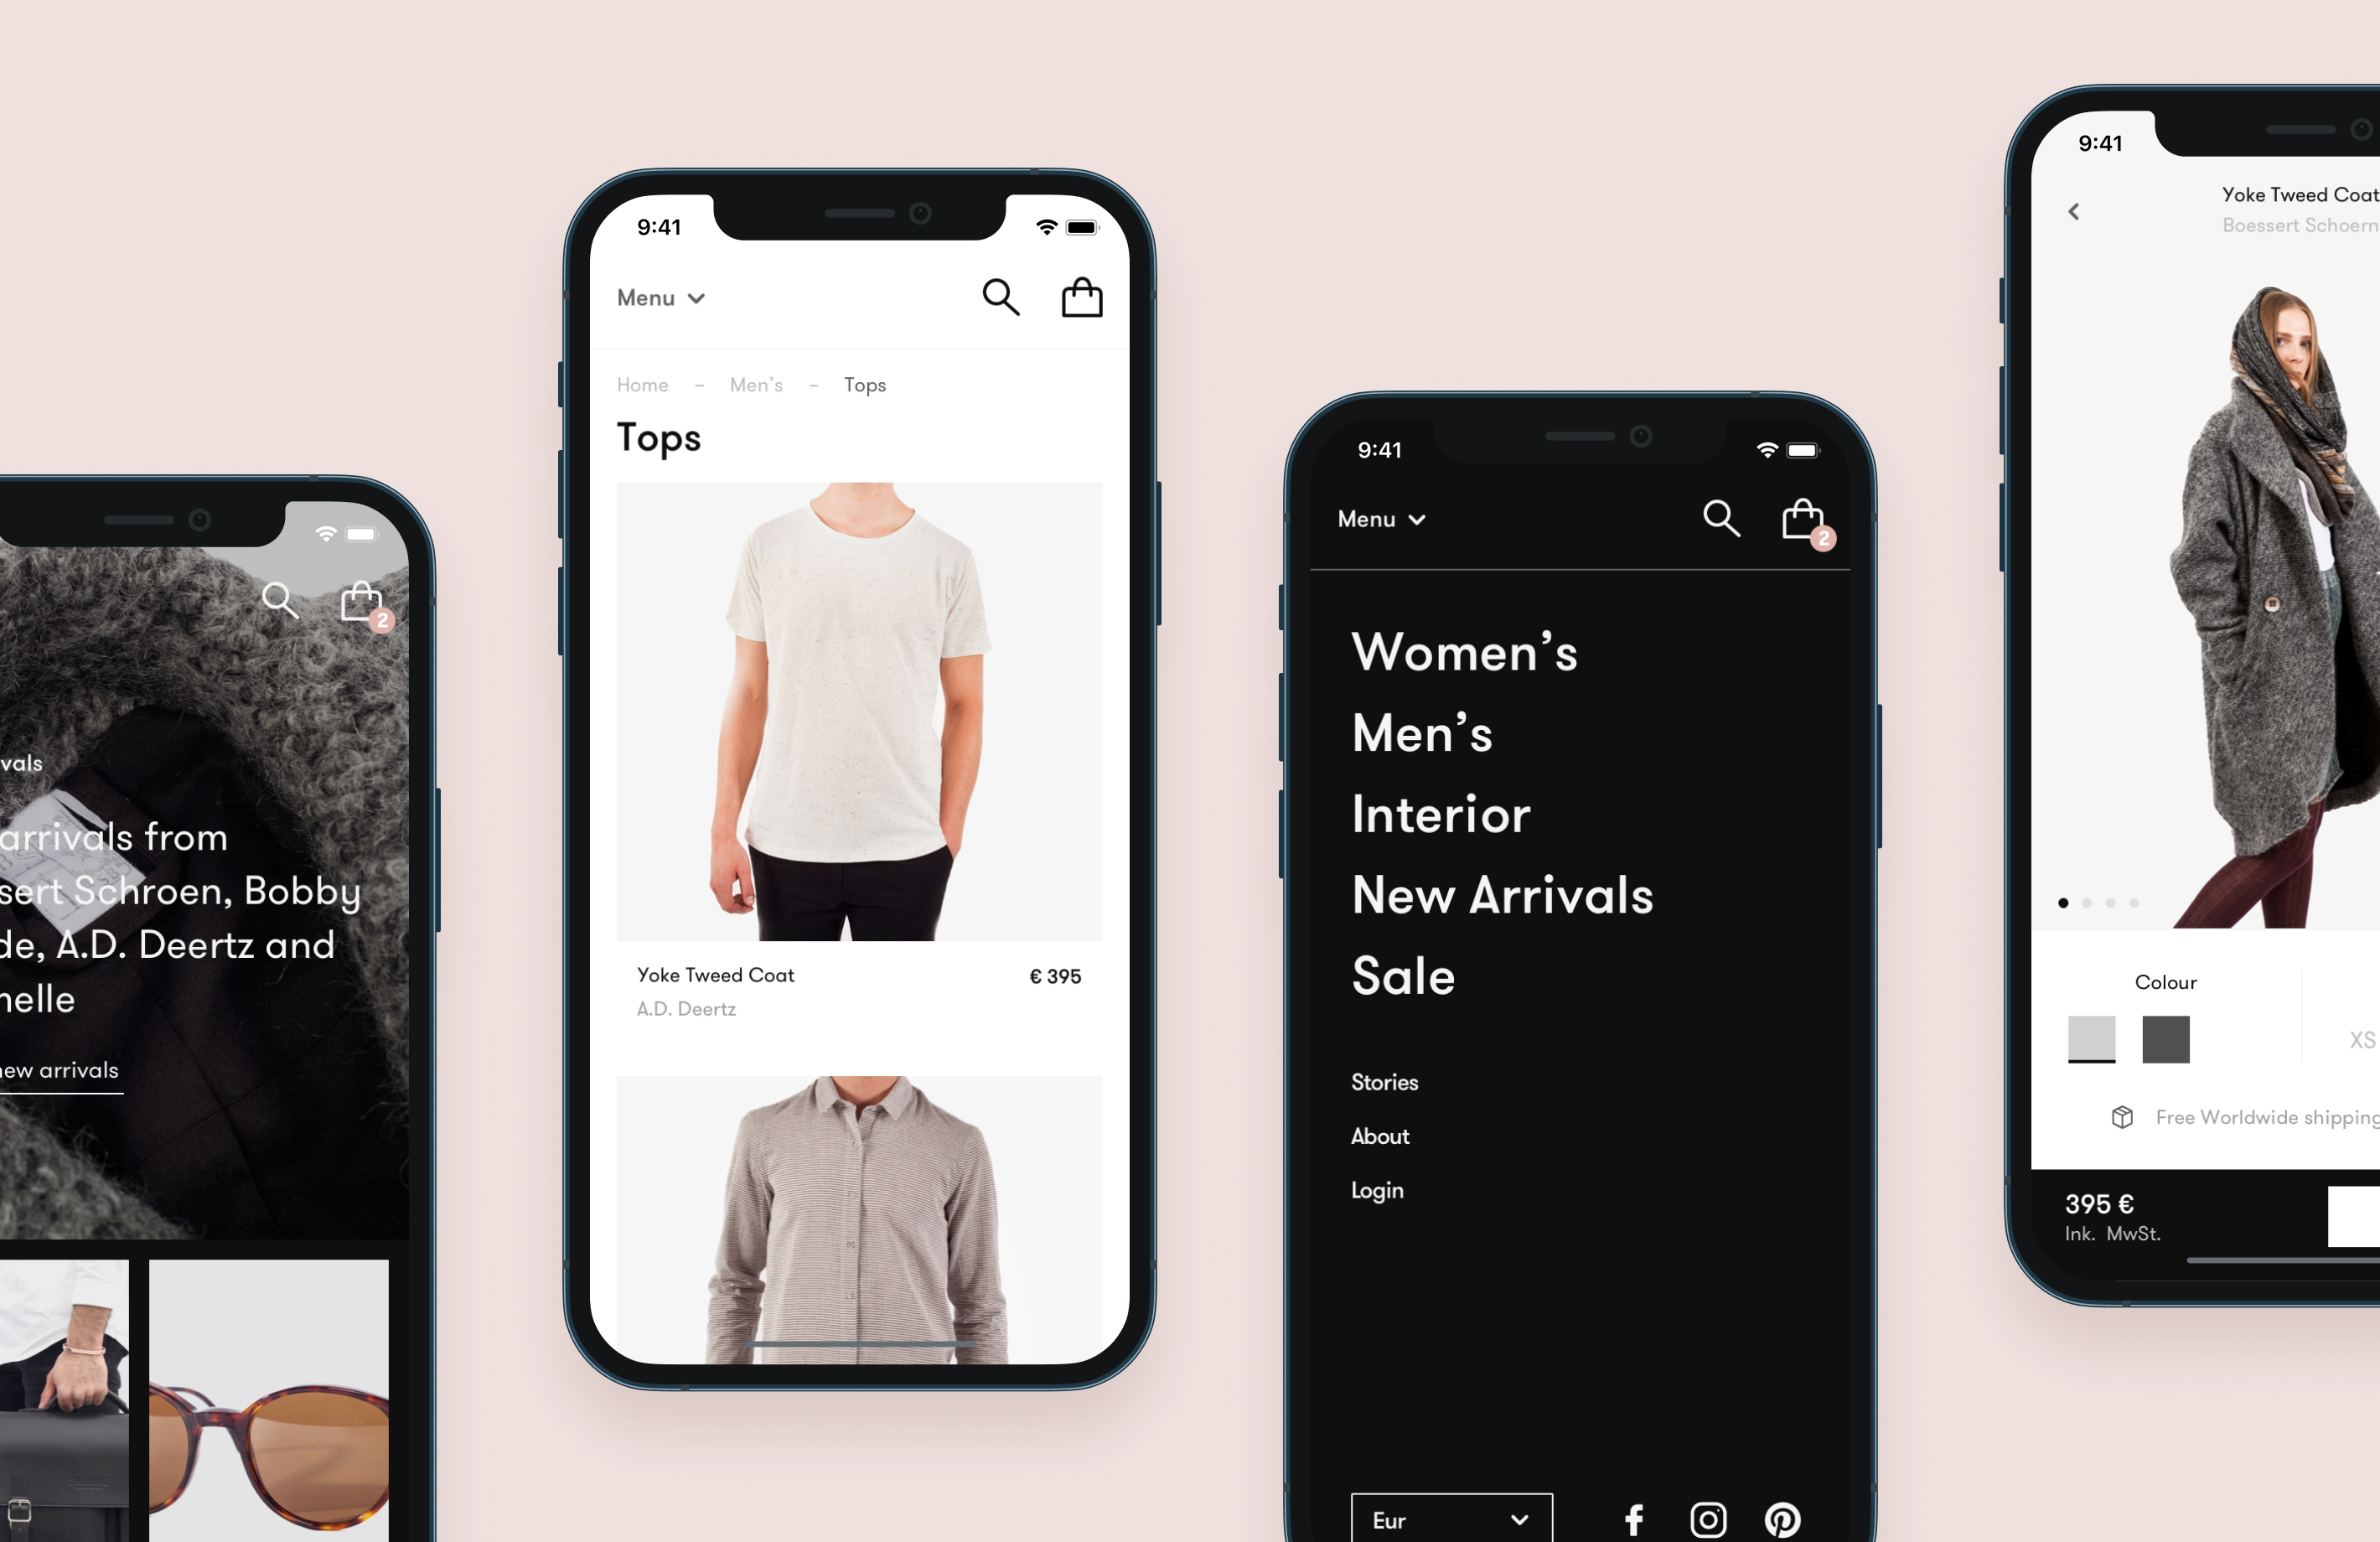 2
vals
arrivals from
sert Schroen, Bobby
de, A.D. Deertz and
nelle
new arrivals
9:41
Menu
Home - Men's - Tops
Tops
Yoke Tweed Coat € 395
A.D. Deertz
9:41
Menu
2
Women's
Men's
Interior
New Arrivals
Sale
Stories
About
Login
Eur
9:41
Yoke Tweed Coat
Boessert Schoern
Colour
XS
Free Worldwide shipping
395 €
Ink. MwSt.